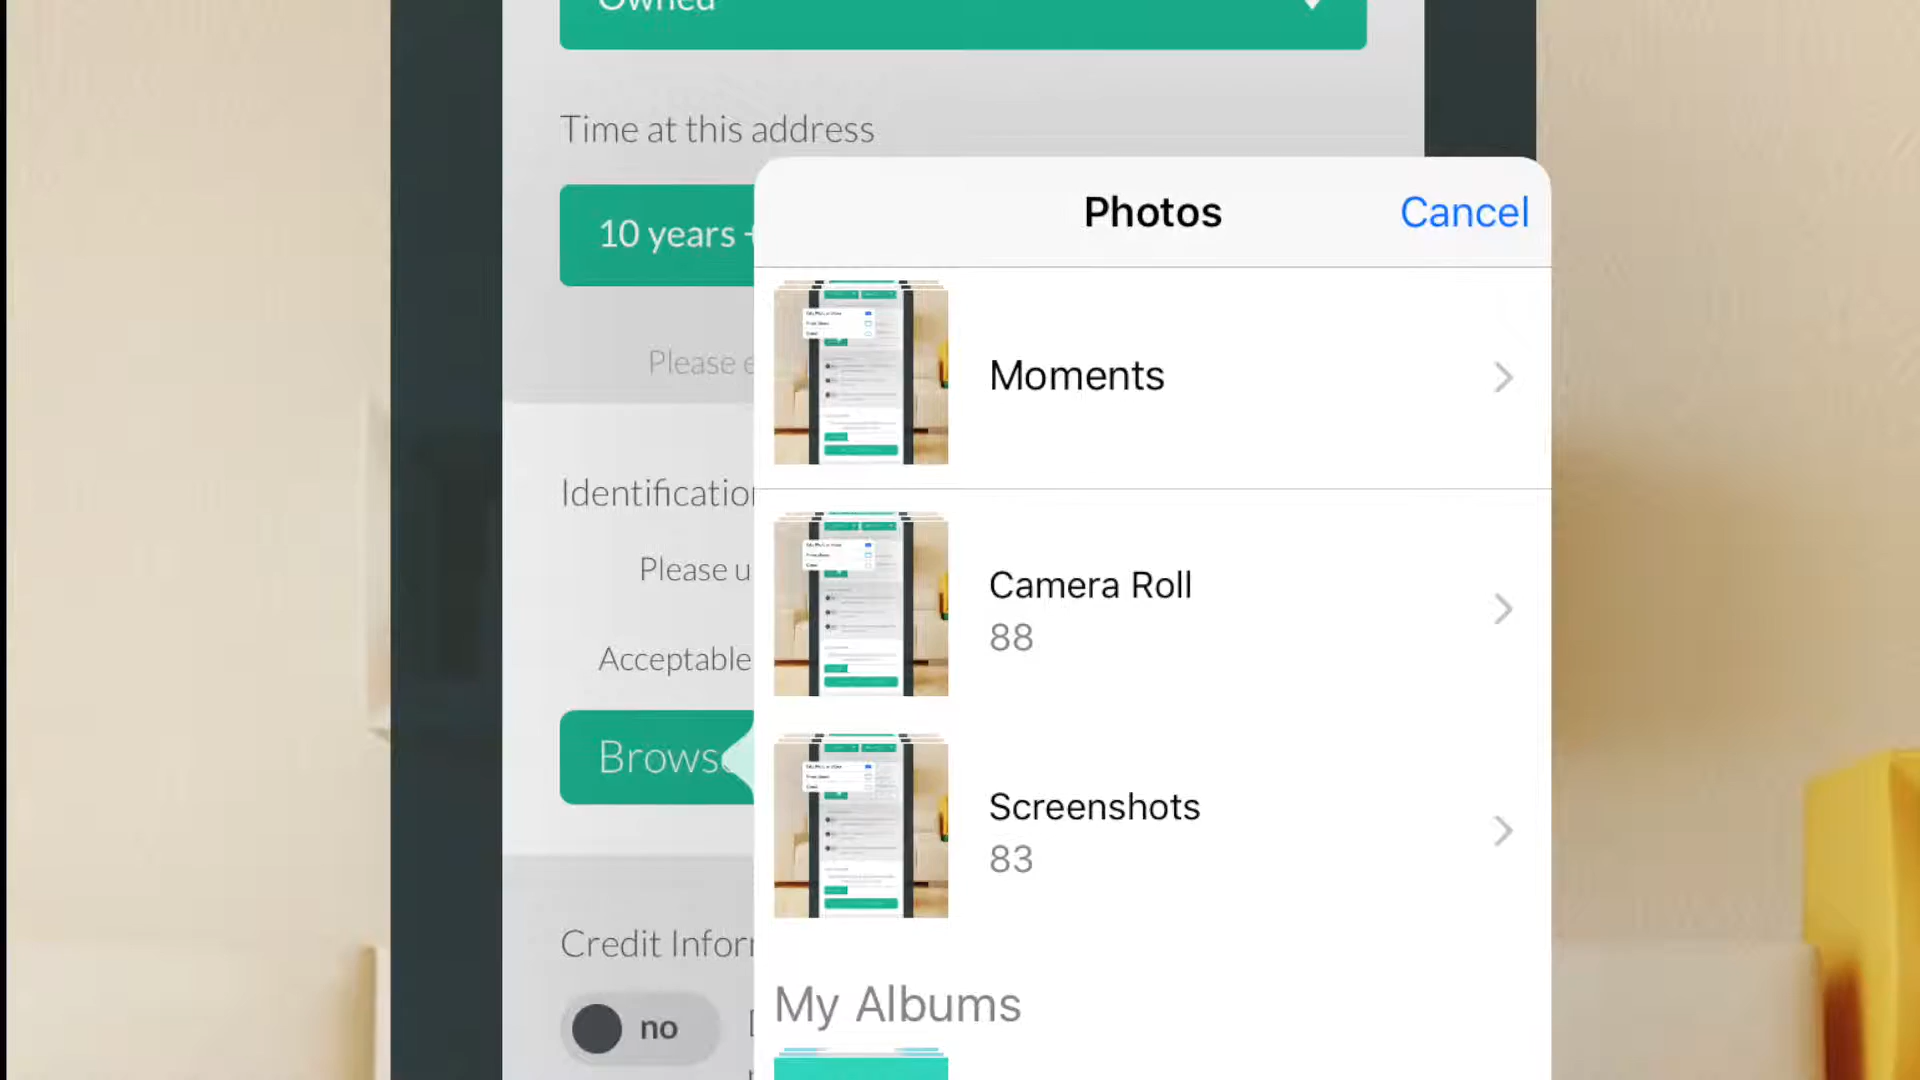 Owned
Time at this address
10 years +
Please
Identification
Please u
Acceptable
Browse
Credit Infor
no
Photos
Cancel
Moments
Camera Roll
88
Screenshots
83
My Albums